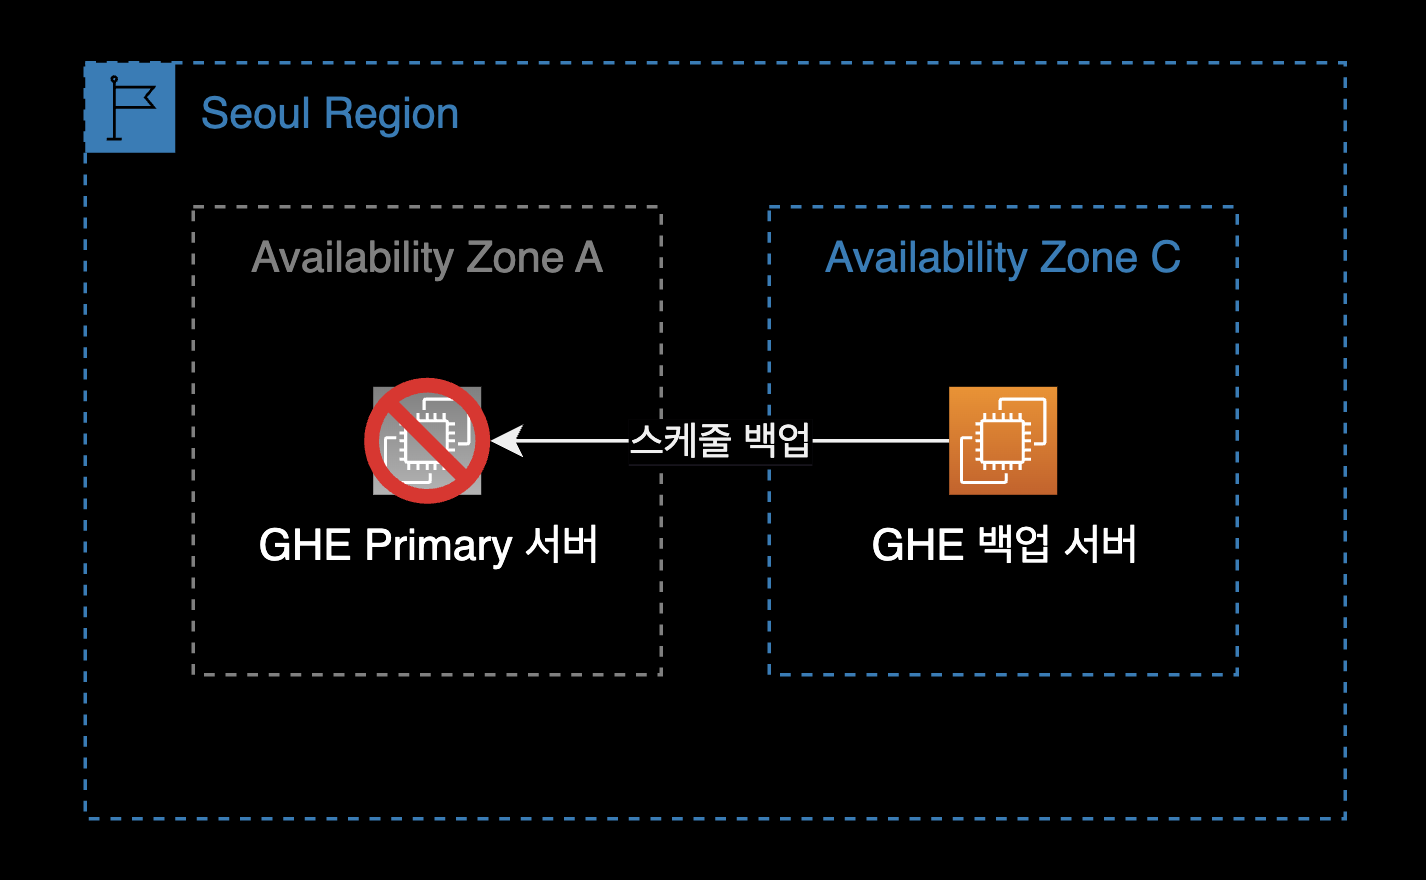 Seoul Region
Availability Zone A
Availability Zone C
스케줄 백업
GHE Primary 서버
GHE 백업 서버